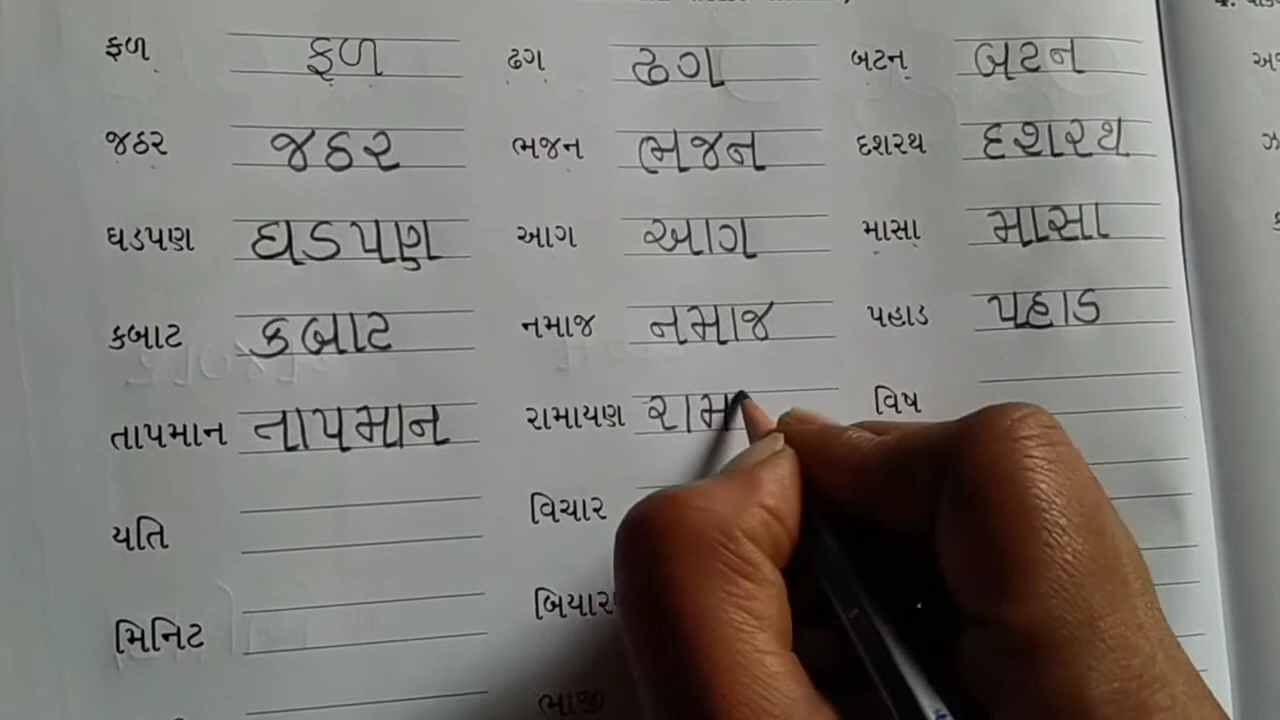 ફળ ફળ ઢગ ઢગ બટન બટન
જઠર જઠર ભજન ભજન દશરથ દશરથ
ઘડપણ ઘડપણ આગ આગ માસા માસા
કબાટ કબાટ નમાજ નમાજ પહાડ પહાડ
તાપમાન તાપમાન રામાયણ રામ વિષ
યતિ વિચાર
મિનિટ
ભાજી